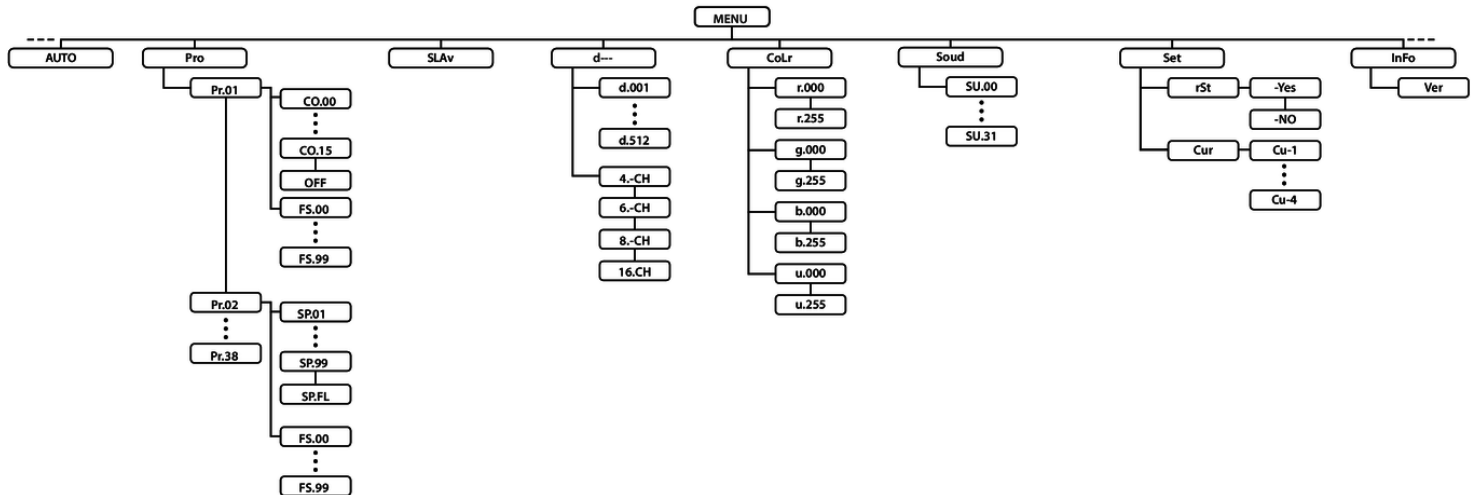 MENU
AUTO
Pro
SLAv
d---
CoLr
Soud
Set
InFo
Pr.01
CO.00
CO.15
OFF
FS.00
FS.99
Pr.02
SP.01
SP.99
SP.FL
Pr.38
FS.00
FS.99
d.001
d.512
4.-CH
6.-CH
8.-CH
16.CH
r.000
r.255
g.000
g.255
b.000
b.255
u.000
u.255
SU.00
SU.31
rSt
-Yes
-NO
Cur
Cu-1
Cu-4
Ver